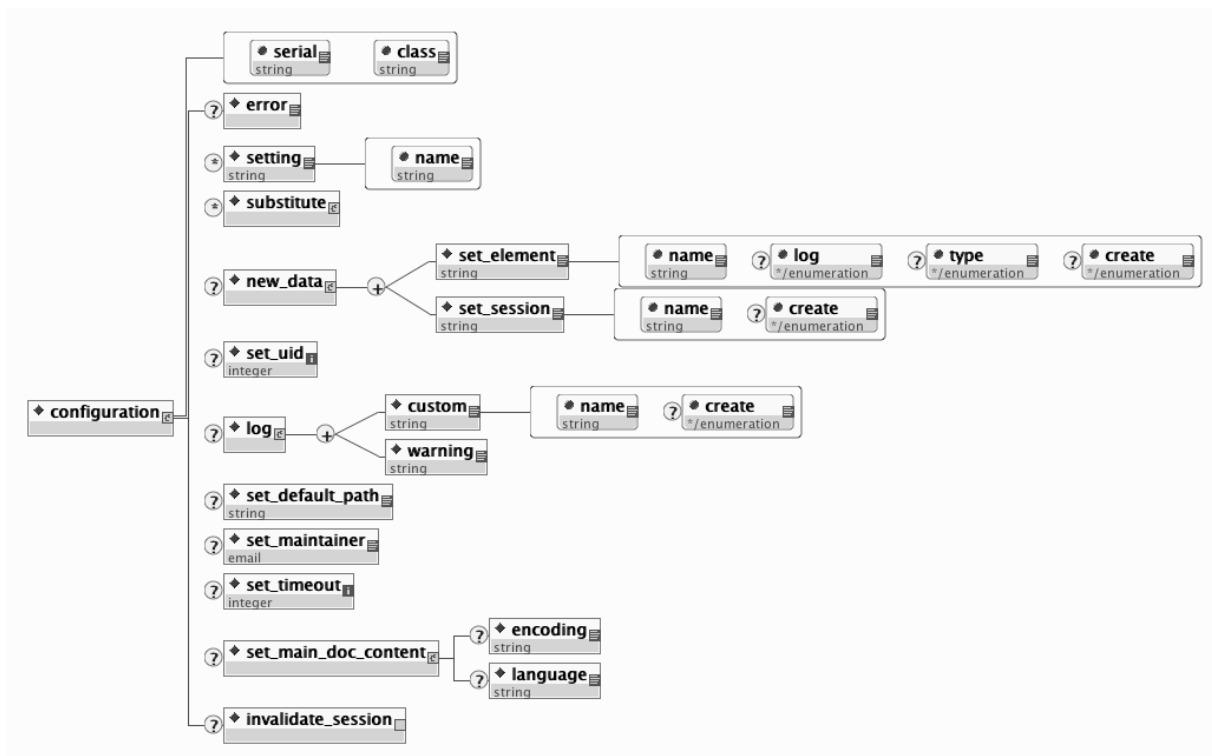 serial class
string
error
? 
setting name
* string string
substitute
*
set_element name ? log ? type ? create
string string */enumeration */enumeration */enumeration
new_data
? +
set_session name ? create
string string */enumeration
set_uid
? integer
configuration
custom name ? create
string string */enumeration
log
? +
warning
string
set_default_path
? string
set_maintainer
? email
set_timeout
? integer
encoding
? string
set_main_doc_content
?
language
? string
invalidate_session
?